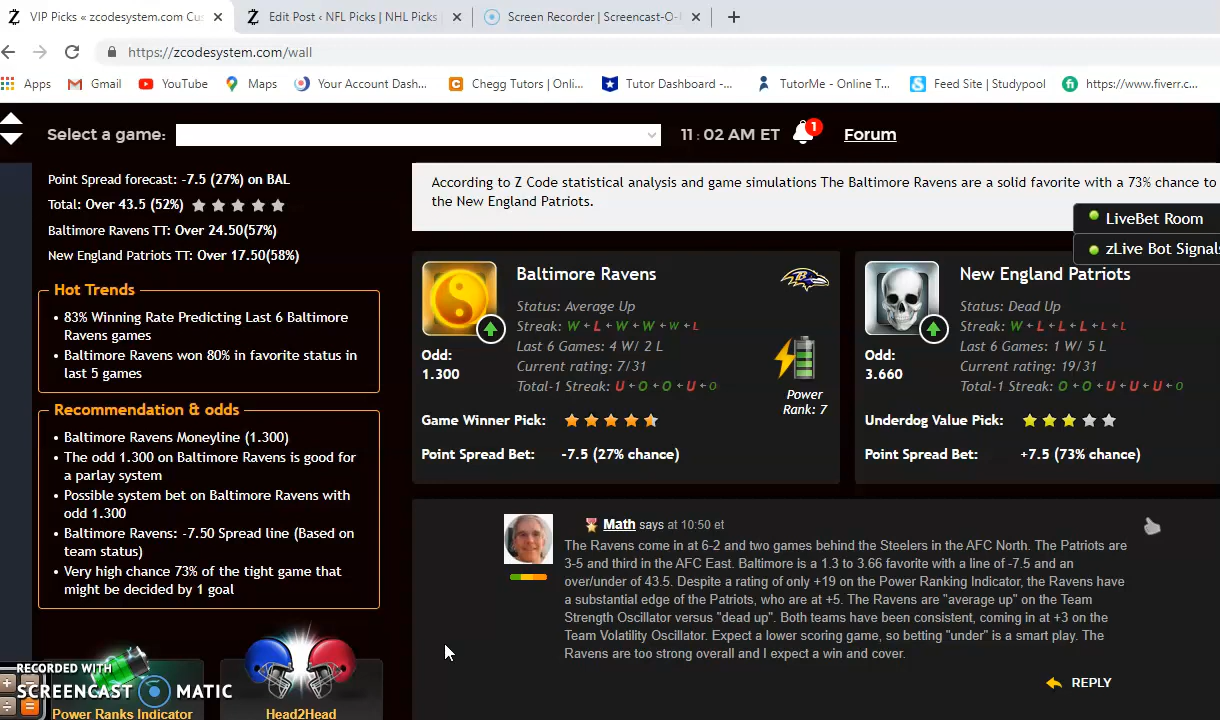 VIP Picks « zcodesystem.com Cus
Edit Post ‹ NFL Picks | NHL Picks
Screen Recorder | Screencast-O-
https://zcodesystem.com/wall
Apps Gmail YouTube Maps Your Account Dash... Chegg Tutors | Onli... Tutor Dashboard -... TutorMe - Online T... Feed Site | Studypool https://www.fiverr.c...
Select a game: 11:02 AM ET 1 Forum
Point Spread forecast: -7.5 (27%) on BAL
Total: Over 43.5 (52%)
Baltimore Ravens TT: Over 24.50(57%)
New England Patriots TT: Over 17.50(58%)
Hot Trends
• 83% Winning Rate Predicting Last 6 Baltimore
Ravens games
• Baltimore Ravens won 80% in favorite status in
last 5 games
Recommendation & odds
• Baltimore Ravens Moneyline (1.300)
• The odd 1.300 on Baltimore Ravens is good for
a parlay system
• Possible system bet on Baltimore Ravens with
odd 1.300
• Baltimore Ravens: -7.50 Spread line (Based on
team status)
• Very high chance 73% of the tight game that
might be decided by 1 goal
RECORDED WITH
SCREENCAST MATIC
Power Ranks Indicator
Head2Head
According to Z Code statistical analysis and game simulations The Baltimore Ravens are a solid favorite with a 73% chance to
the New England Patriots.
LiveBet Room
zLive Bot Signals
Baltimore Ravens
Status: Average Up
Streak: W ← L ← W ← W ← W ← L
Last 6 Games: 4 W/ 2 L
Current rating: 7/31
Total-1 Streak: U ← O ← O ← U ← O
Odd:
1.300
Power
Rank: 7
Game Winner Pick:
Point Spread Bet: -7.5 (27% chance)
New England Patriots
Status: Dead Up
Streak: W ← L ← L ← L ← L ← L
Last 6 Games: 1 W/ 5 L
Current rating: 19/31
Total-1 Streak: O ← O ← U ← U ← U ← O
Odd:
3.660
Underdog Value Pick:
Point Spread Bet: +7.5 (73% chance)
Math says at 10:50 et
The Ravens come in at 6-2 and two games behind the Steelers in the AFC North. The Patriots are
3-5 and third in the AFC East. Baltimore is a 1.3 to 3.66 favorite with a line of -7.5 and an
over/under of 43.5. Despite a rating of only +19 on the Power Ranking Indicator, the Ravens have
a substantial edge of the Patriots, who are at +5. The Ravens are "average up" on the Team
Strength Oscillator versus "dead up". Both teams have been consistent, coming in at +3 on the
Team Volatility Oscillator. Expect a lower scoring game, so betting "under" is a smart play. The
Ravens are too strong overall and I expect a win and cover.
REPLY